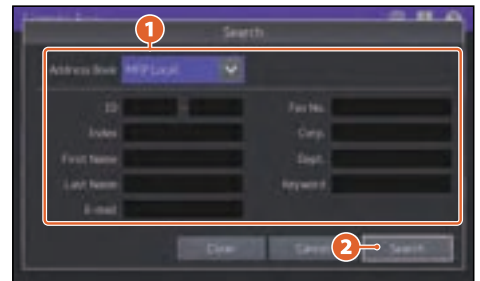 1
Search
Address Book MFP Local
ID - Fax No.
Index Corp.
First Name Dept.
Last Name Keyword
E-mail
Clear Cancel 2 Search